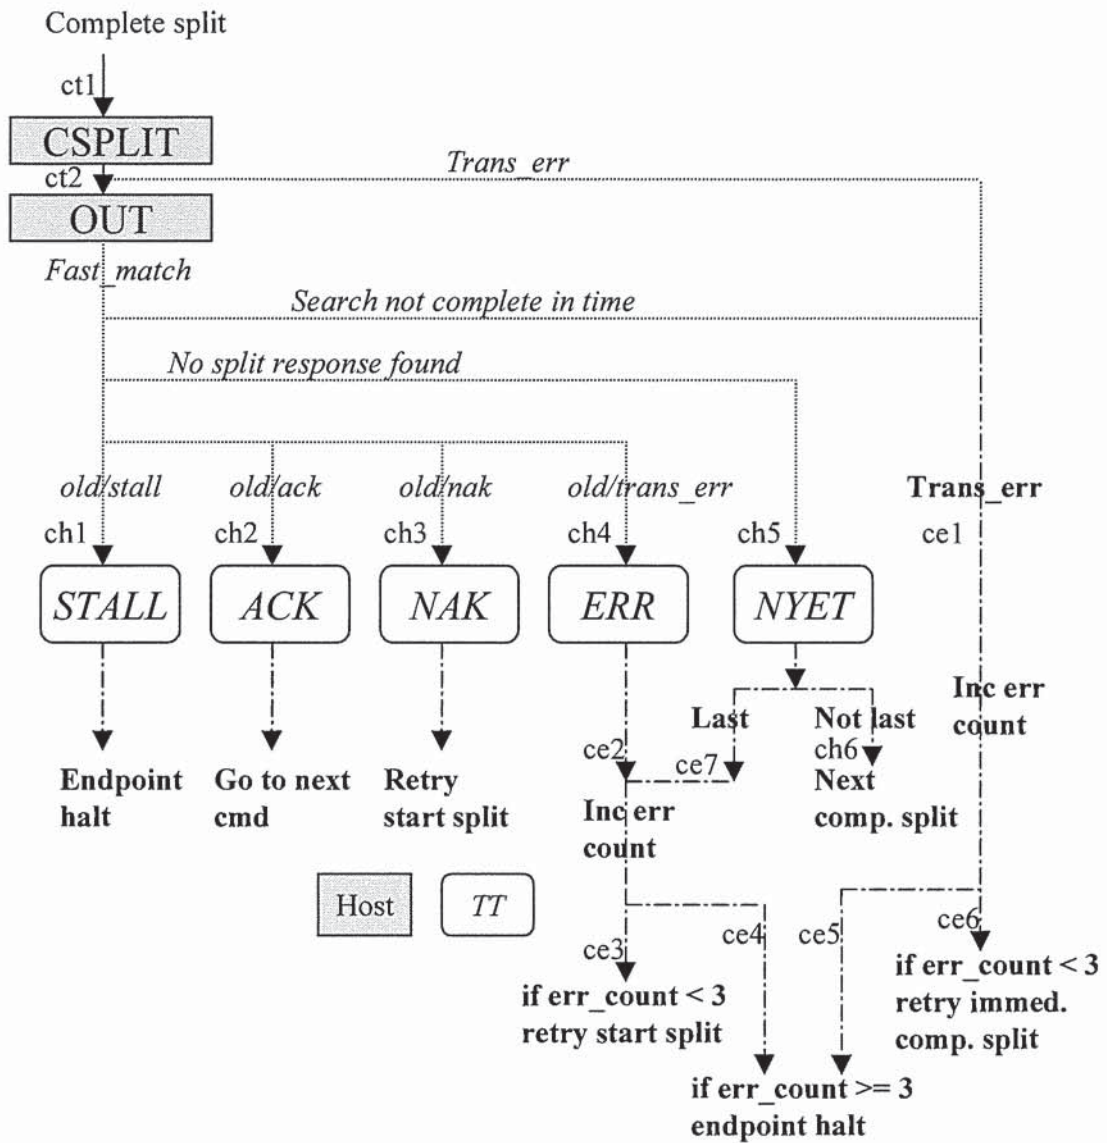 Complete split
ct1
CSPLIT
ct2
Trans_err
OUT
Fast_match
Search not complete in time
No split response found
old/stall
old/ack
old/nak
old/trans_err
Trans_err
ch1
ch2
ch3
ch4
ch5
ce1
STALL
ACK
NAK
ERR
NYET
Inc err
count
Last
Not last
ce2
ce7
ch6
Endpoint
halt
Go to next
cmd
Retry
start split
Next
comp. split
Inc err
count
Host
TT
ce3
ce4
ce5
ce6
if err_count < 3
retry start split
if err_count < 3
retry immed.
comp. split
if err_count >= 3
endpoint halt